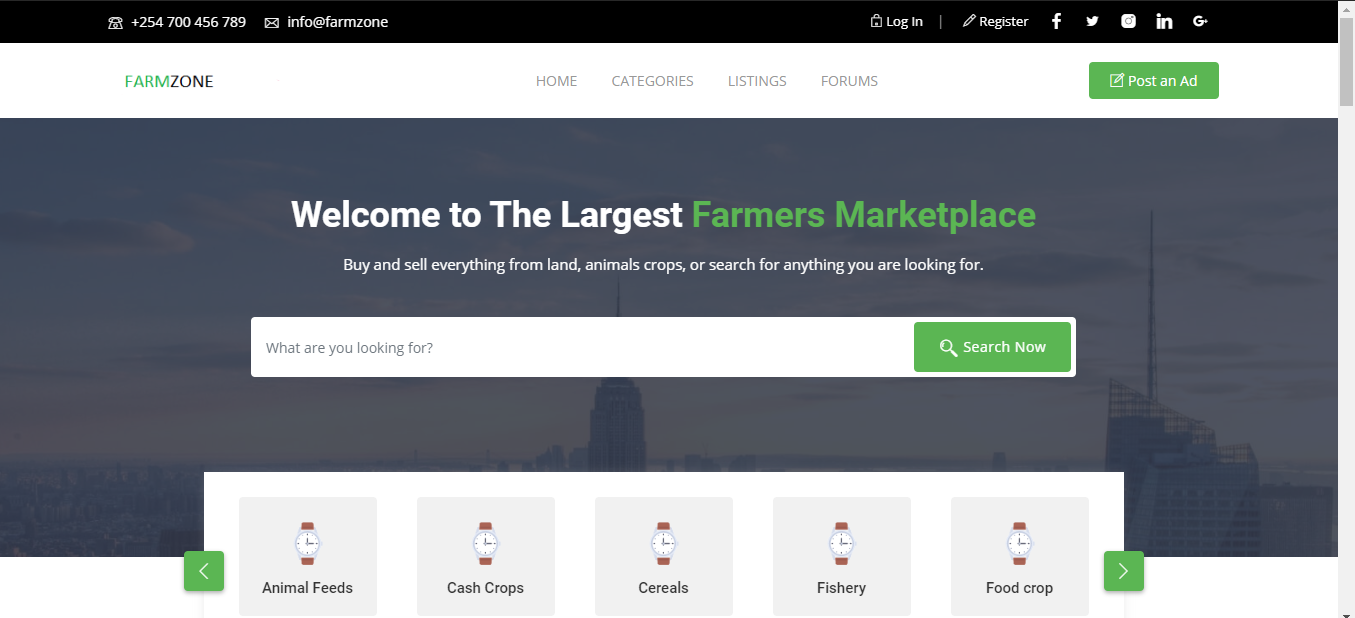 +254 700 456 789 info@farmzone Log In | Register
FARMZONE HOME CATEGORIES LISTINGS FORUMS Post an Ad
Welcome to The Largest Farmers Marketplace
Buy and sell everything from land, animals crops, or search for anything you are looking for.
What are you looking for? Search Now
Animal Feeds Cash Crops Cereals Fishery Food crop